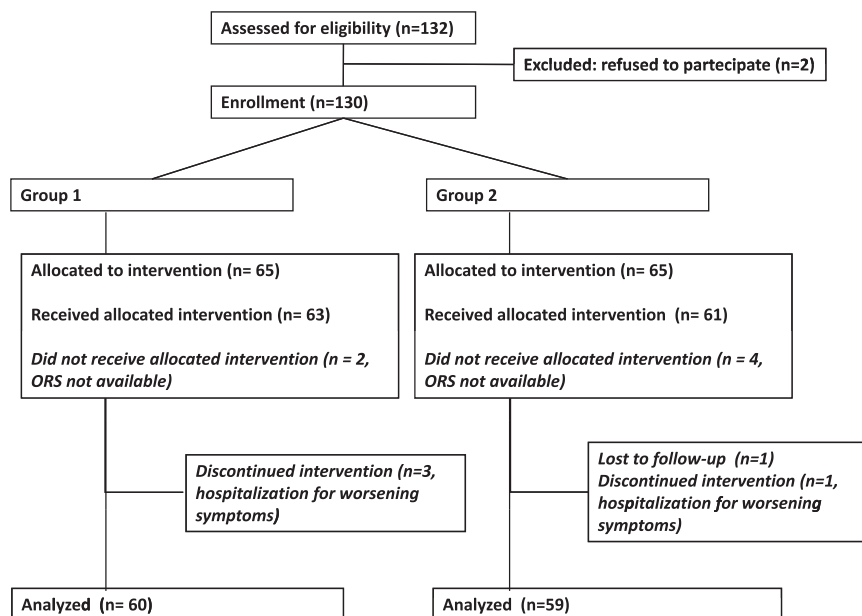 Assessed for eligibility (n=132)
Excluded: refused to partecipate (n=2)
Enrollment (n=130)
Group 1
Group 2
Allocated to intervention (n= 65)
Received allocated intervention (n= 63)
Did not receive allocated intervention (n = 2,
ORS not available)
Allocated to intervention (n= 65)
Received allocated intervention  (n= 61)
Did not receive allocated intervention (n = 4,
ORS not available)
Discontinued intervention (n=3,
hospitalization for worsening
symptoms)
Lost to follow-up  (n=1)
Discontinued intervention (n=1,
hospitalization for worsening
symptoms)
Analyzed  (n= 60)
Analyzed  (n=59)